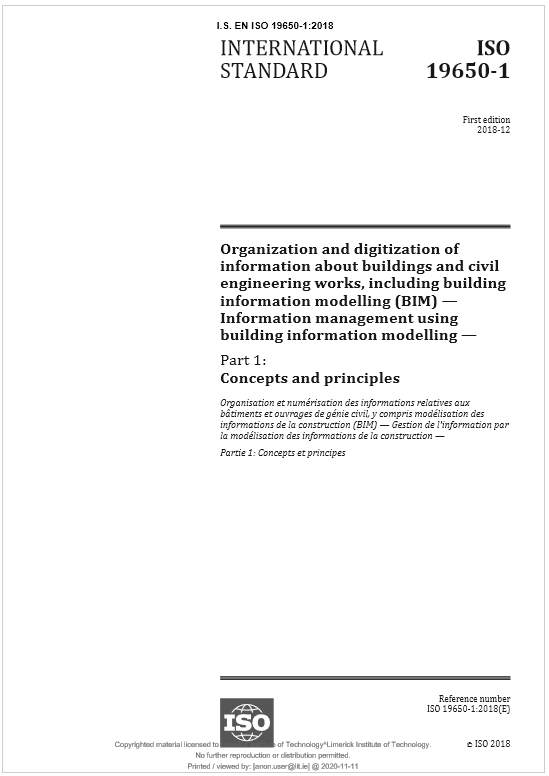 I.S. EN ISO 19650-1:2018
INTERNATIONAL
STANDARD
ISO
19650-1
First edition
2018-12
Organization and digitization of
information about buildings and civil
engineering works, including building
information modelling (BIM) —
Information management using
building information modelling —
Part 1:
Concepts and principles
Organisation et numérisation des informations relatives aux
bâtiments et ouvrages de génie civil, y compris modélisation des
informations de la construction (BIM) — Gestion de l'information par
la modélisation des informations de la construction —
Partie 1: Concepts et principes
Reference number
ISO 19650-1:2018(E)
ISO
© ISO 2018
Copyrighted material licensed to of Technology^Limerick Institute of Technology.
No further reproduction or distribution permitted.
Printed / viewed by: [anon.user@lit.ie] @ 2020-11-11